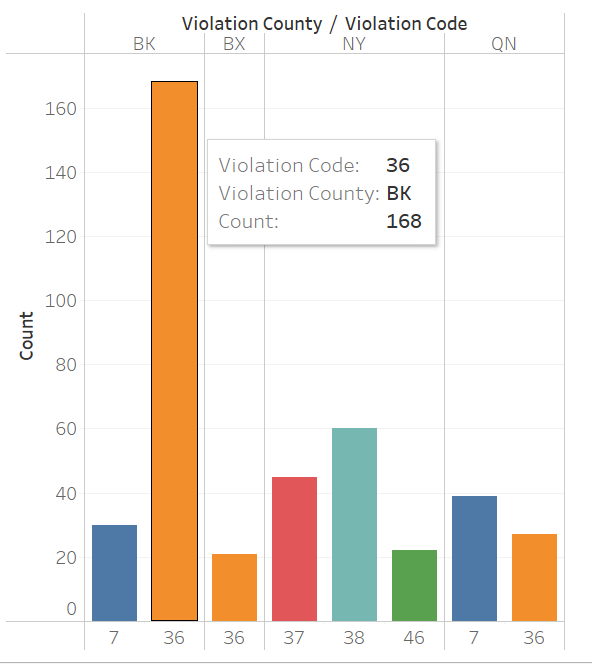 Violation County / Violation Code
BK BX NY QN
160
Violation Code: 36
140
Violation County: BK
Count: 168
120
100
Count
80
60
40
20
0
7 36 36 37 38 46 7 36